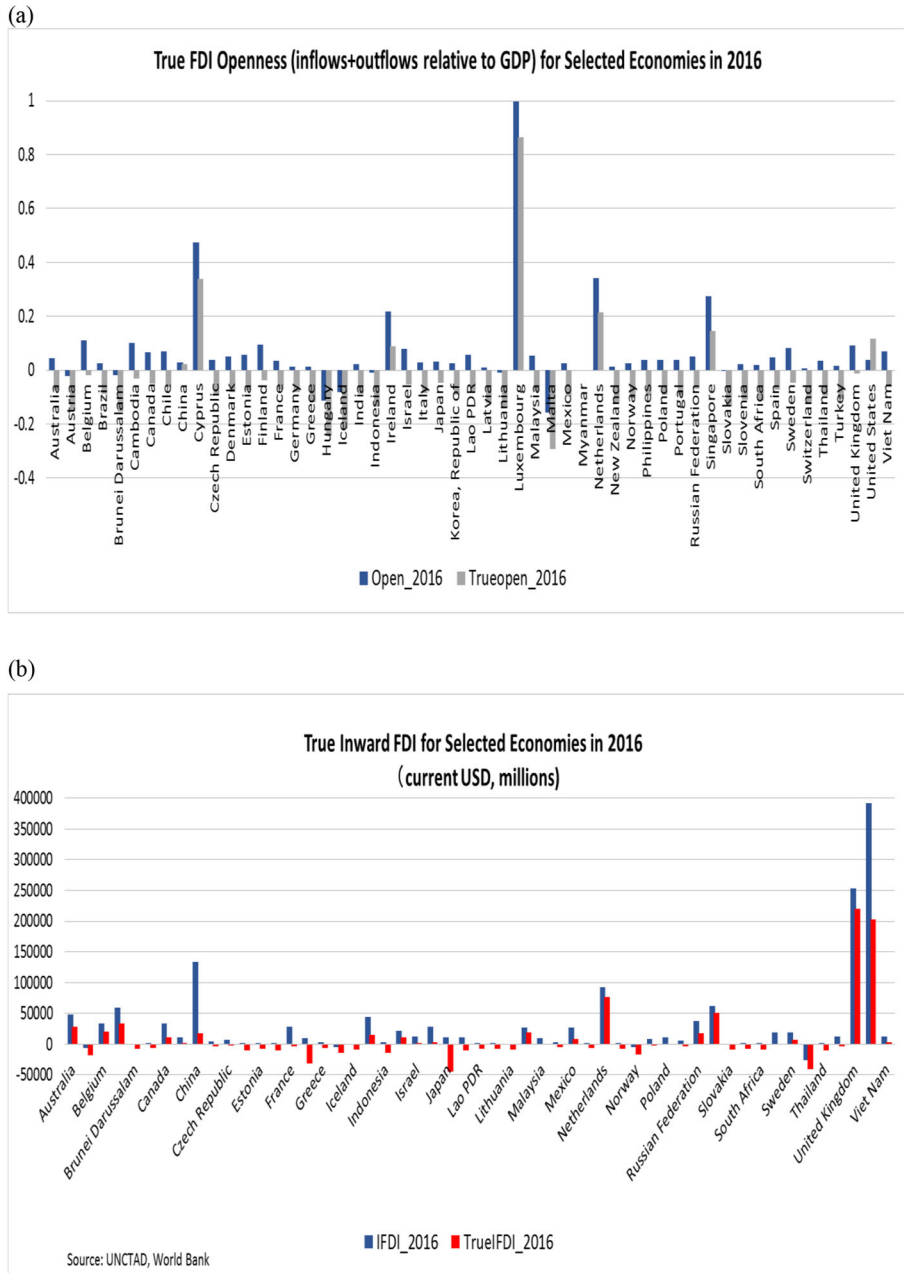 (a)
True FDI Openness (inflows+outflows relative to GDP) for Selected Economies in 2016
1
0.8
0.6
0.4
0.2
0
-0.2
-0.4
Australia
Austria
Belgium
Brazil
Brunei Darussalam
Cambodia
Canada
Chile
China
Cyprus
Czech Republic
Denmark
Estonia
Finland
France
Germany
Greece
Hungary
Iceland
India
Indonesia
Ireland
Israel
Italy
Japan
Korea, Republic of
Lao PDR
Latvia
Lithuania
Luxembourg
Malaysia
Malta
Mexico
Myanmar
Netherlands
New Zealand
Norway
Philippines
Poland
Portugal
Russian Federation
Singapore
Slovakia
Slovenia
South Africa
Spain
Sweden
Switzerland
Thailand
Turkey
United Kingdom
United States
Viet Nam
Open_2016 Trueopen_2016
(b)
True Inward FDI for Selected Economies in 2016
(current USD, millions)
400000
350000
300000
250000
200000
150000
100000
50000
0
-50000
Australia
Belgium
Brunei Darussalam
Canada
China
Czech Republic
Estonia
France
Greece
Iceland
Indonesia
Israel
Japan
Lao PDR
Lithuania
Malaysia
Mexico
Netherlands
Norway
Poland
Russian Federation
Slovakia
South Africa
Sweden
Thailand
United Kingdom
Viet Nam
IFDI_2016 TrueIFDI_2016
Source: UNCTAD, World Bank